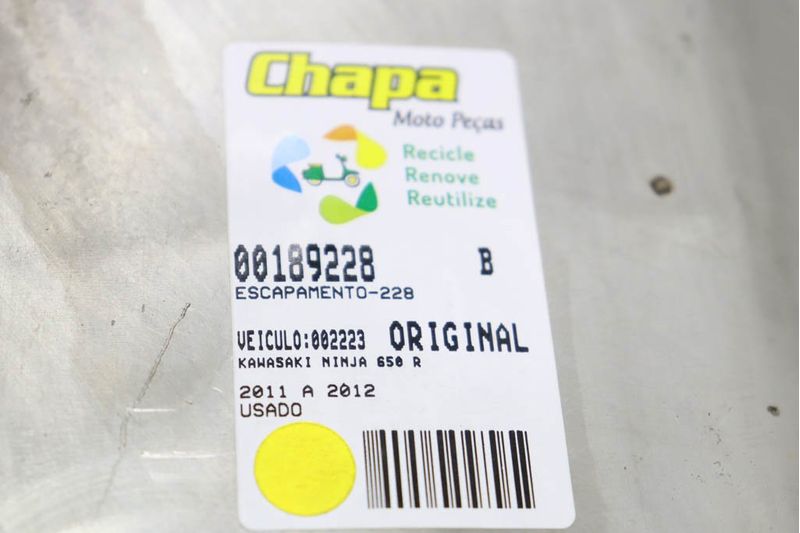 Chapa
Moto Peças
Recicle
Renove
Reutilize
00189228 B
ESCAPAMENTO-228
VEICULO:002223 ORIGINAL
KAWASAKI NINJA 650 R
2011 A 2012
USADO